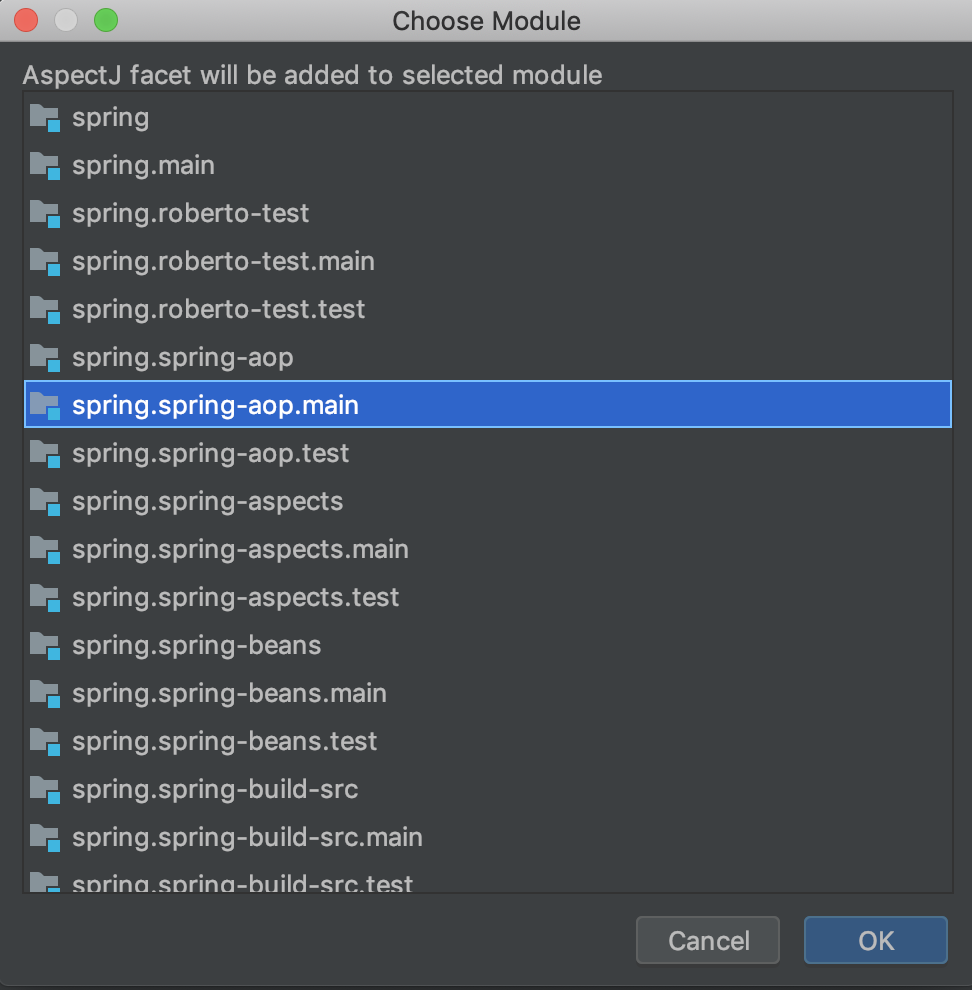 Choose Module
AspectJ facet will be added to selected module
spring
spring.main
spring.roberto-test
spring.roberto-test.main
spring.roberto-test.test
spring.spring-aop
spring.spring-aop.main
spring.spring-aop.test
spring.spring-aspects
spring.spring-aspects.main
spring.spring-aspects.test
spring.spring-beans
spring.spring-beans.main
spring.spring-beans.test
spring.spring-build-src
spring.spring-build-src.main
spring.spring-build-src.test
Cancel
OK